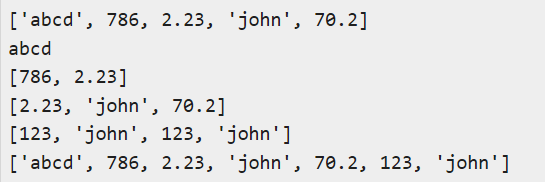 ['abcd', 786, 2.23, 'john', 70.2]
abcd
[786, 2.23]
[2.23, 'john', 70.2]
[123, 'john', 123, 'john']
['abcd', 786, 2.23, 'john', 70.2, 123, 'john']